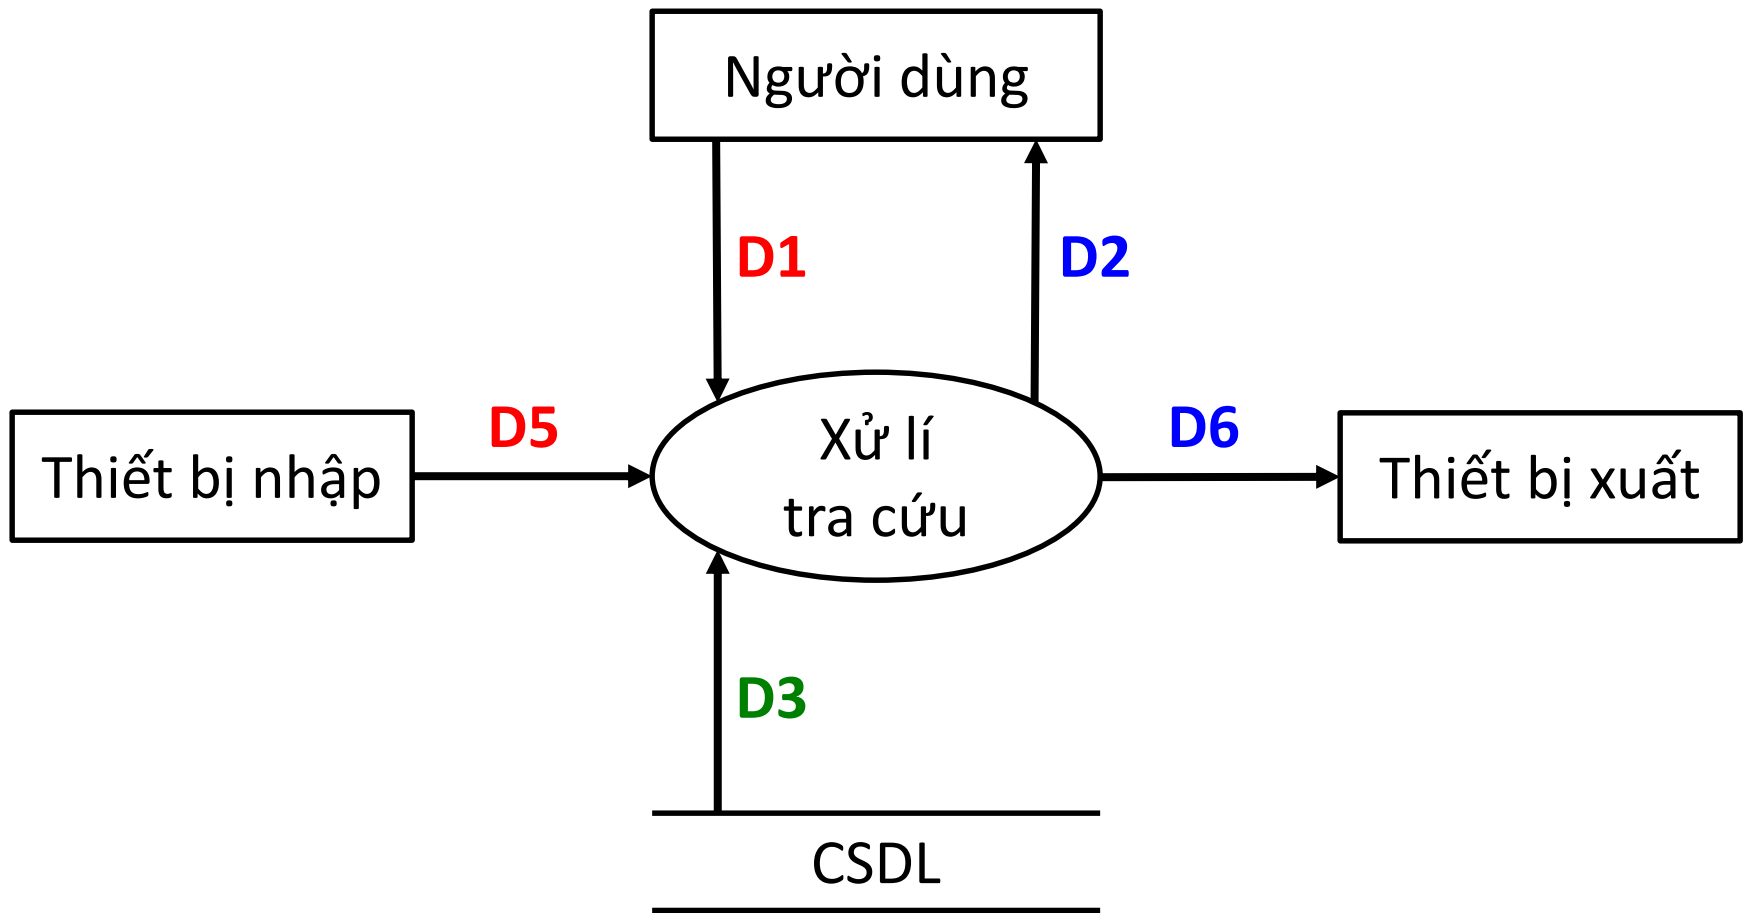 Người dùng
D1
D2
D5
D6
Thiết bị nhập
Xử lí
tra cứu
Thiết bị xuất
D3
CSDL